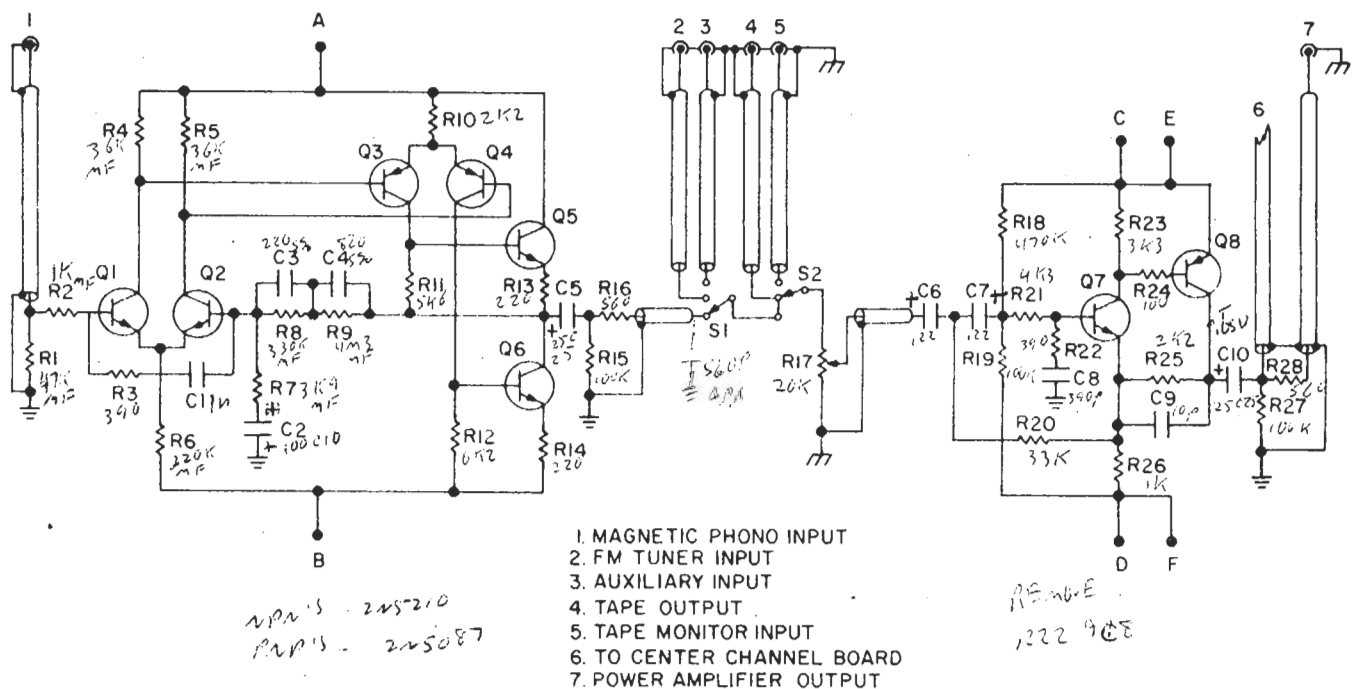 1
A
2 3 4 5
7
6
C E
R4
36K
MF
R5
36K
MF
R10 2K2
Q3
Q4
Q5
Q1
Q2
1K
MF
R2
R1
47K
MF
R3
390
C1
R6
220K
MF
C3
C4
R8
330K
MF
R9
MF
R7
C2
R11
R12
6K2
R13
220
Q6
R14
220
C5
25
R15
100K
R16
560
S1
S2
560P
R17
20K
C6
.22
C7
.22
R18
470K
R19
100K
4K3
R21
390
R22
C8
390P
R20
33K
R23
3K3
Q7
Q8
R24
100
2K2
R25
C9
10P
R26
1K
C10
R28
560
R27
100K
B
D F
1. MAGNETIC PHONO INPUT
2. FM TUNER INPUT
3. AUXILIARY INPUT
4. TAPE OUTPUT
5. TAPE MONITOR INPUT
6. TO CENTER CHANNEL BOARD
7. POWER AMPLIFIER OUTPUT
NPN'S - 2N5210
PNP'S - 2N5087
REMOVE